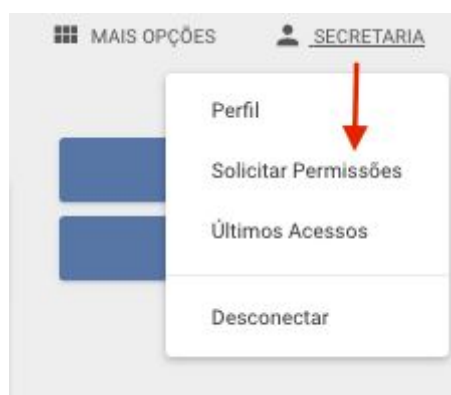 MAIS OPÇÕES SECRETARIA
Perfil
Solicitar Permissões
Últimos Acessos
Desconectar